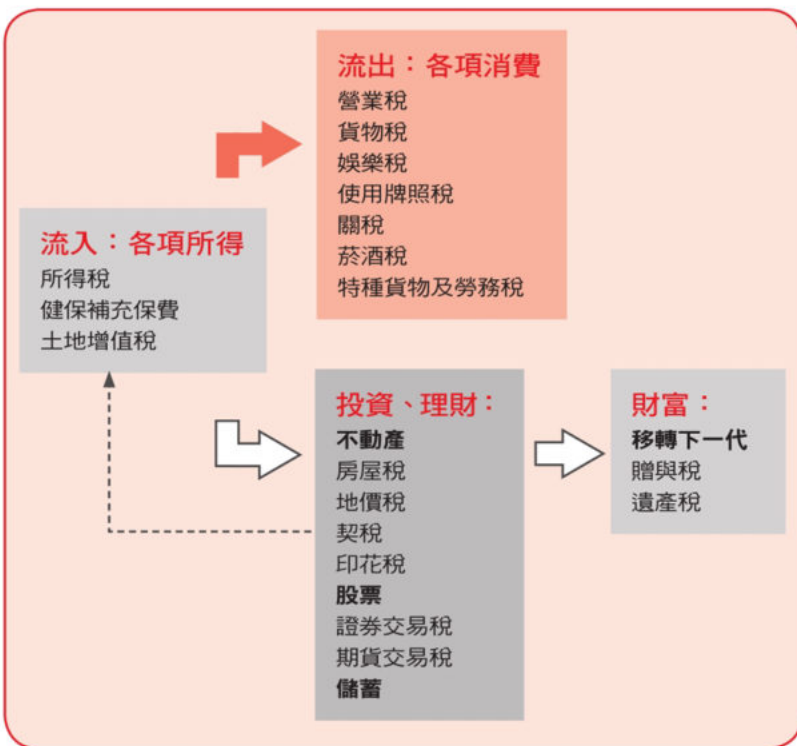 流出：各項消費
營業稅
貨物稅
娛樂稅
使用牌照稅
關稅
菸酒稅
特種貨物及勞務稅
流入：各項所得
所得稅
健保補充保費
土地增值稅
投資、理財：
不動產
房屋稅
地價稅
契稅
印花稅
股票
證券交易稅
期貨交易稅
儲蓄
財富：
移轉下一代
贈與稅
遺產稅